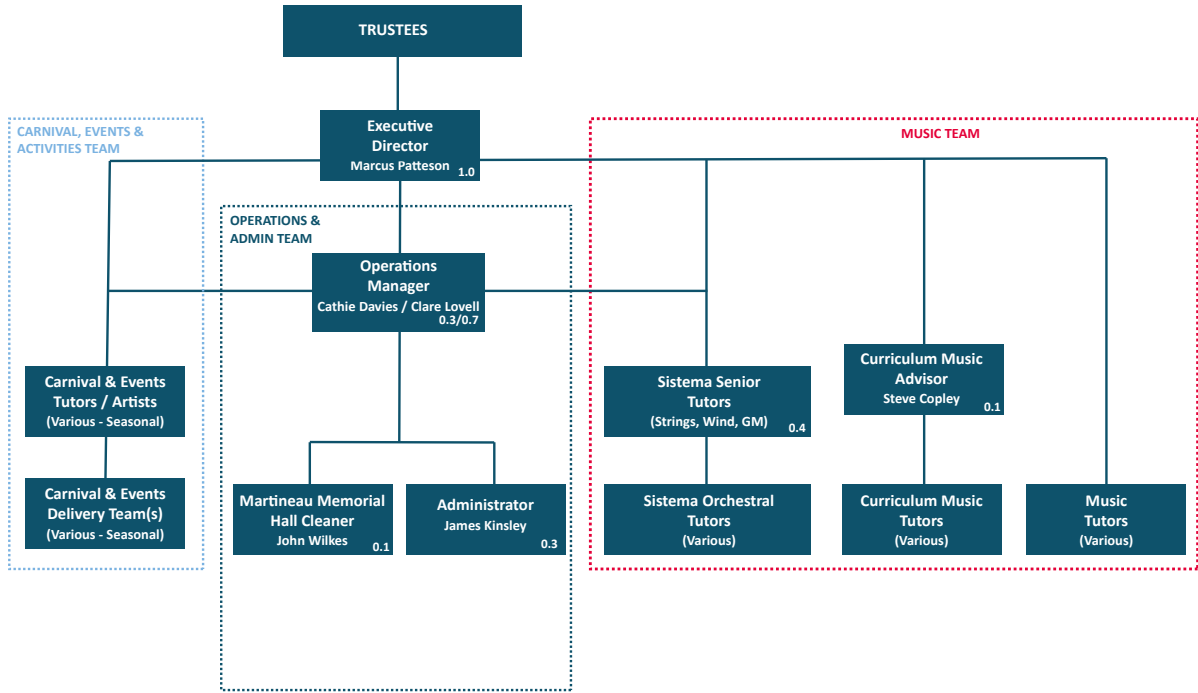 TRUSTEES
Executive
Director
Marcus Patteson
1.0
CARNIVAL, EVENTS &
ACTIVITIES TEAM
MUSIC TEAM
OPERATIONS &
ADMIN TEAM
Operations
Manager
Cathie Davies / Clare Lovell
0.3/0.7
Carnival & Events
Tutors / Artists
(Various - Seasonal)
Sistema Senior
Tutors
(Strings, Wind, GM)
0.4
Curriculum Music
Advisor
Steve Copley
0.1
Carnival & Events
Delivery Team(s)
(Various - Seasonal)
Martineau Memorial
Hall Cleaner
John Wilkes
0.1
Administrator
James Kinsley
0.3
Sistema Orchestral
Tutors
(Various)
Curriculum Music
Tutors
(Various)
Music
Tutors
(Various)